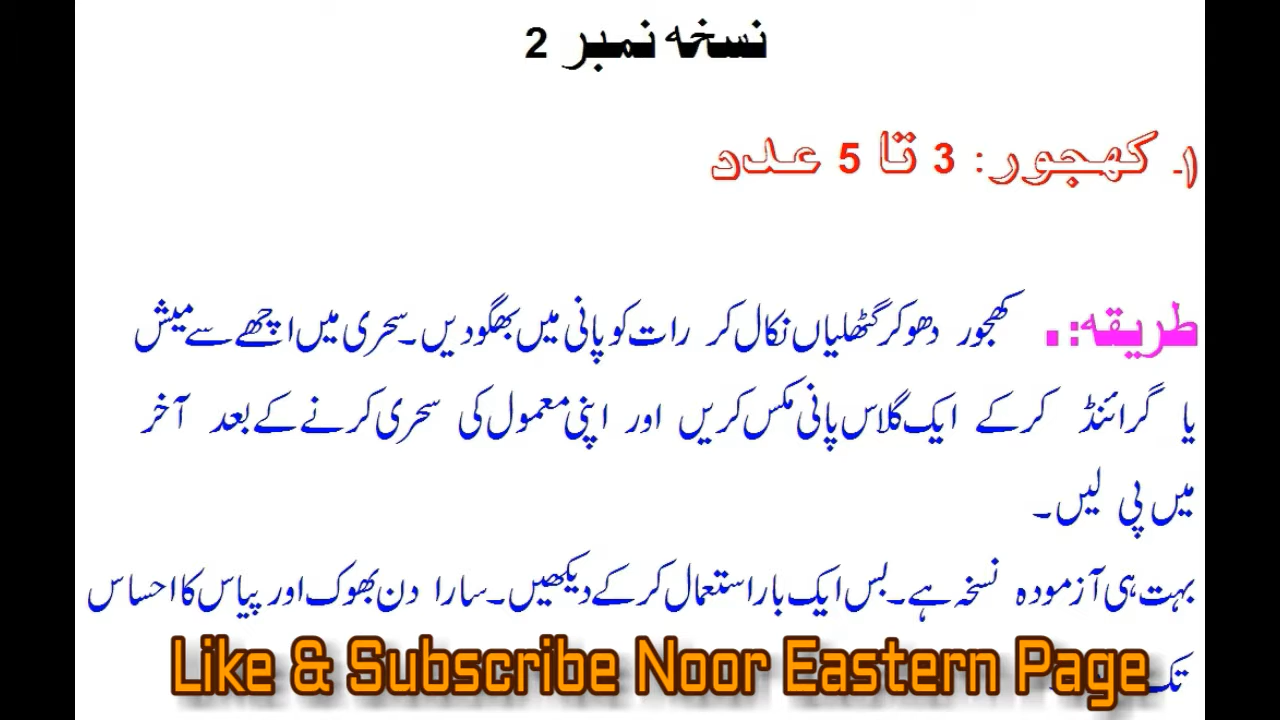 نسخہ نمبر 2
۱۔ کھجور: 3 تا 5 عدد
طریقہ:. کھجور دھو کر گٹھلیاں نکال کر رات کو پانی میں بھگو دیں۔ سحری میں اچھے سے میش
یا گرائنڈ کرکے ایک گلاس پانی مکس کریں اور اپنی معمول کی سحری کرنے کے بعد آخر
میں پی لیں۔
بہت ہی آزمودہ نسخہ ہے۔ بس ایک بار استعمال کرکے دیکھیں۔ سارا دن بھوک اور پیاس کا احساس
تک
Like & Subscribe Noor Eastern Page